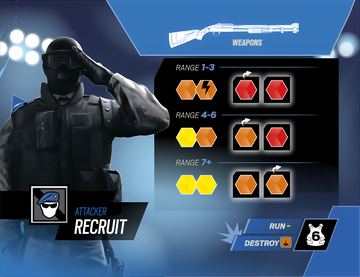 WEAPONS
RANGE 1-3
RANGE 4-6
RANGE 7+
ATTACKER
RECRUIT
RUN -
DESTROY
6